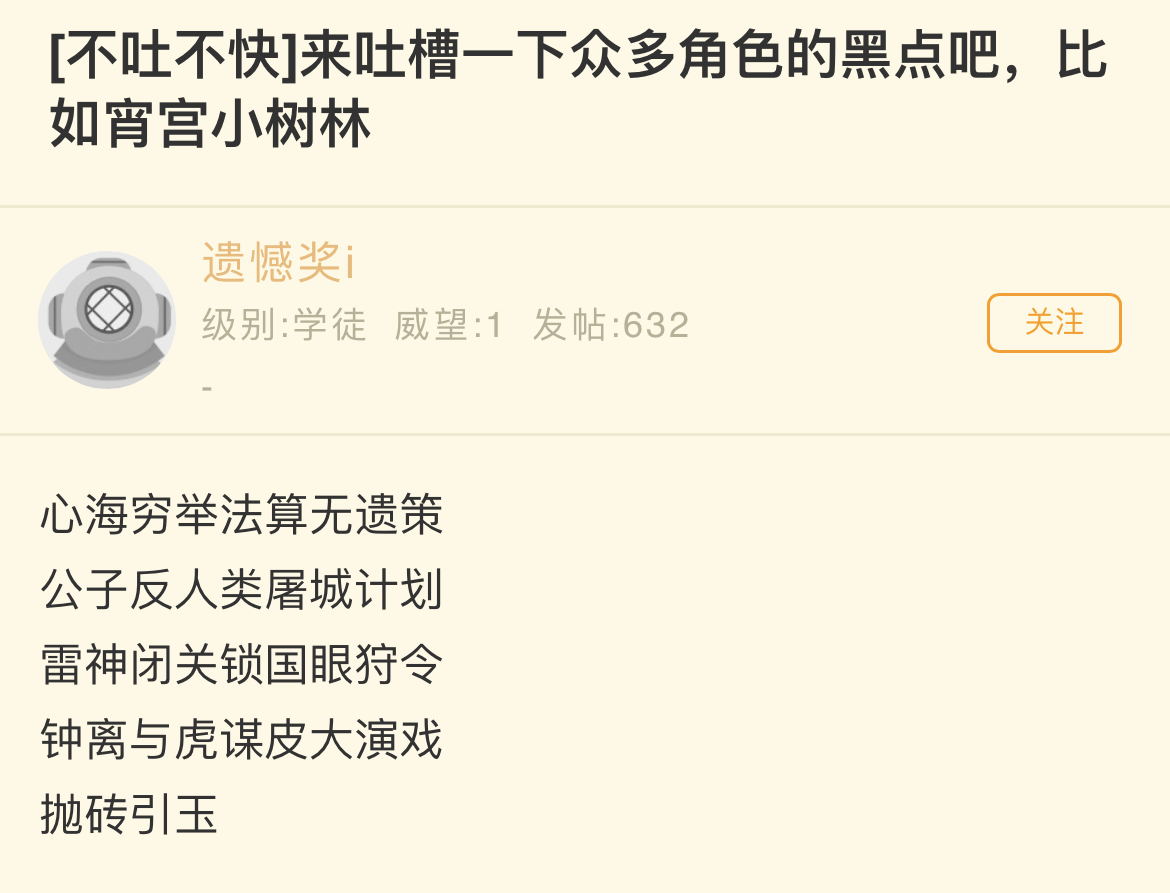 [不吐不快]来吐槽一下众多角色的黑点吧，比
如宵宫小树林
遗憾奖i
级别:学徒 威望:1 发帖:632
关注
-
心海穷举法算无遗策
公子反人类屠城计划
雷神闭关锁国眼狩令
钟离与虎谋皮大演戏
抛砖引玉